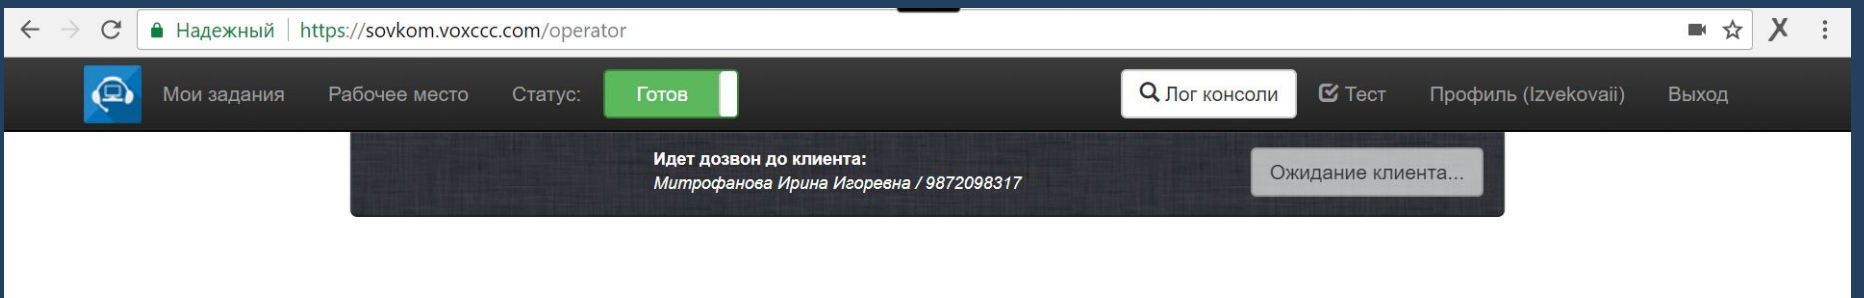 Надежный https://sovkom.voxccc.com/operator X
Мои задания Рабочее место Статус: Готов Лог консоли Тест Профиль (Izvekovaii) Выход
Идет дозвон до клиента:
Митрофанова Ирина Игоревна / 9872098317
Ожидание клиента...